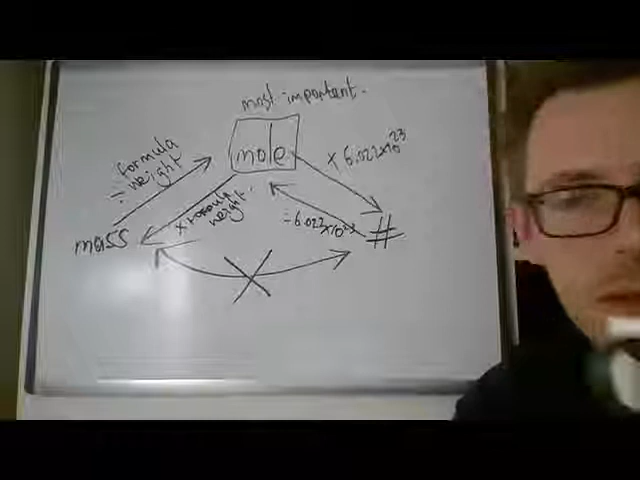 most important.
mole
÷ formula
weight
x 6.022x10^23
x formula
weight.
÷ 6.022x10^23
mass
#